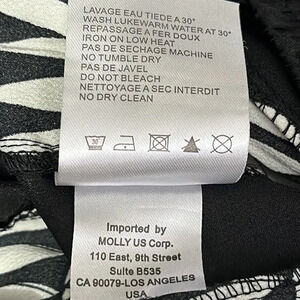 LAVAGE EAU TIEDE A 30°
WASH LUKEWARM WATER AT 30°
REPASSAGE A FER DOUX
IRON ON LOW HEAT
PAS DE SECHAGE MACHINE
NO TUMBLE DRY
PAS DE JAVEL
DO NOT BLEACH
NETTOYAGE A SEC INTERDIT
NO DRY CLEAN
30°
Imported by
MOLLY US Corp.
110 East, 9th Street
Suite B535
CA 90079-LOS ANGELES
USA